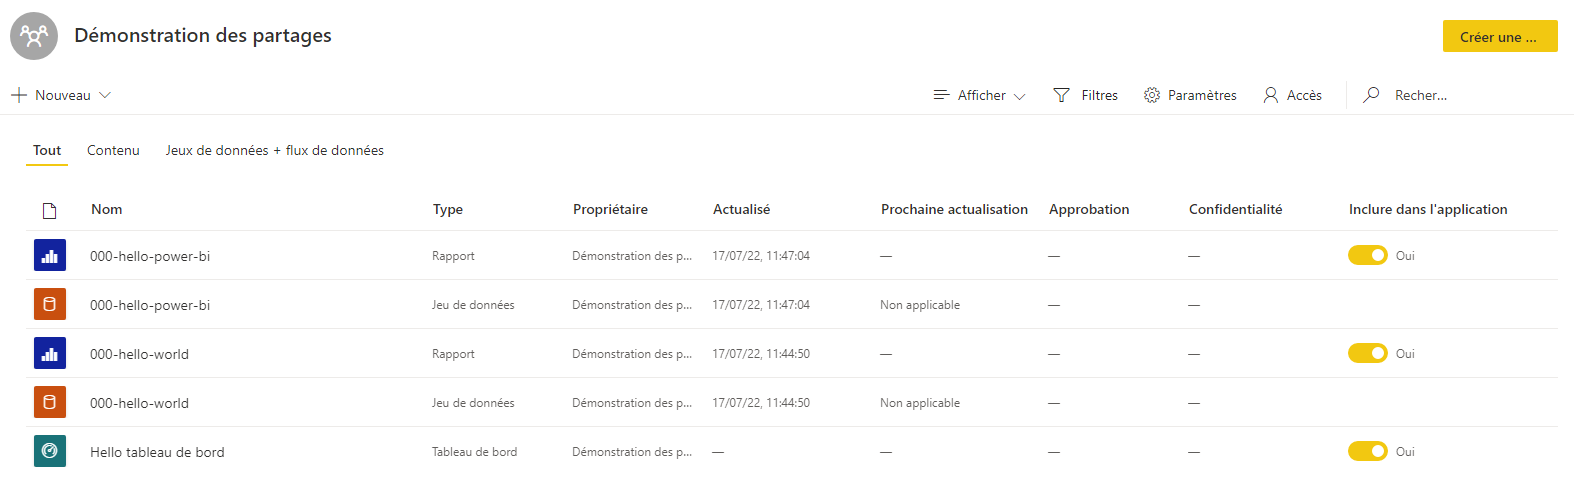 Démonstration des partages
Créer une ...
Nouveau
Afficher
Filtres
Paramètres
Accès
Recher...
Tout Contenu Jeux de données + flux de données
Nom Type Propriétaire Actualisé Prochaine actualisation Approbation Confidentialité Inclure dans l'application
000-hello-power-bi Rapport Démonstration des p... 17/07/22, 11:47:04 — — — Oui
000-hello-power-bi Jeu de données Démonstration des p... 17/07/22, 11:47:04 Non applicable — —
000-hello-world Rapport Démonstration des p... 17/07/22, 11:44:50 — — — Oui
000-hello-world Jeu de données Démonstration des p... 17/07/22, 11:44:50 Non applicable — —
Hello tableau de bord Tableau de bord Démonstration des p... — — — — Oui